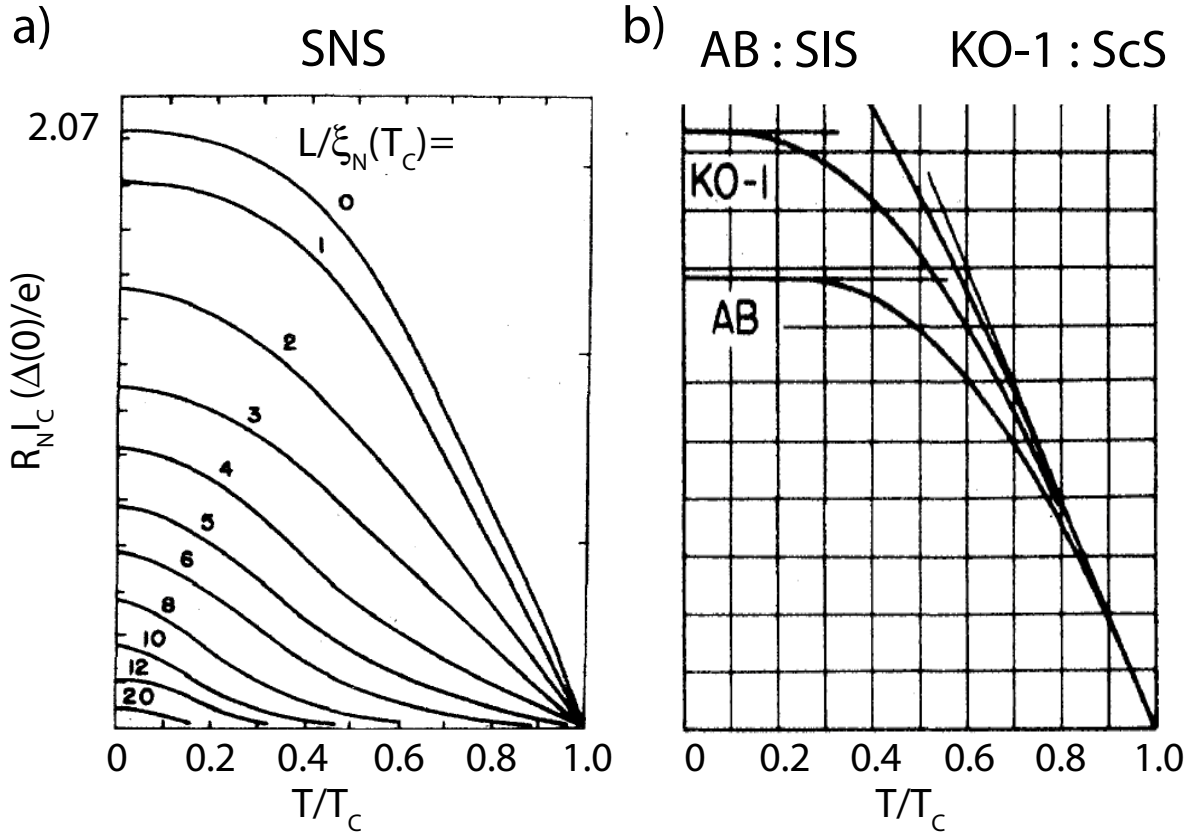 a)
SNS
2.07
L/ξN(TC)=
0
1
2
3
4
5
6
8
10
12
20
RNIC (Δ(0)/e)
0 0.2 0.4 0.6 0.8 1.0
T/TC
b)
AB : SIS KO-1 : ScS
KO-1
AB
0 0.2 0.4 0.6 0.8 1.0
T/TC